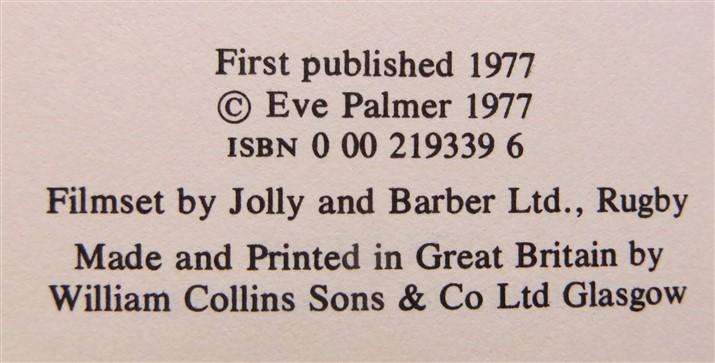 First published 1977
© Eve Palmer 1977
ISBN 0 00 219339 6
Filmset by Jolly and Barber Ltd., Rugby
Made and Printed in Great Britain by
William Collins Sons & Co Ltd Glasgow